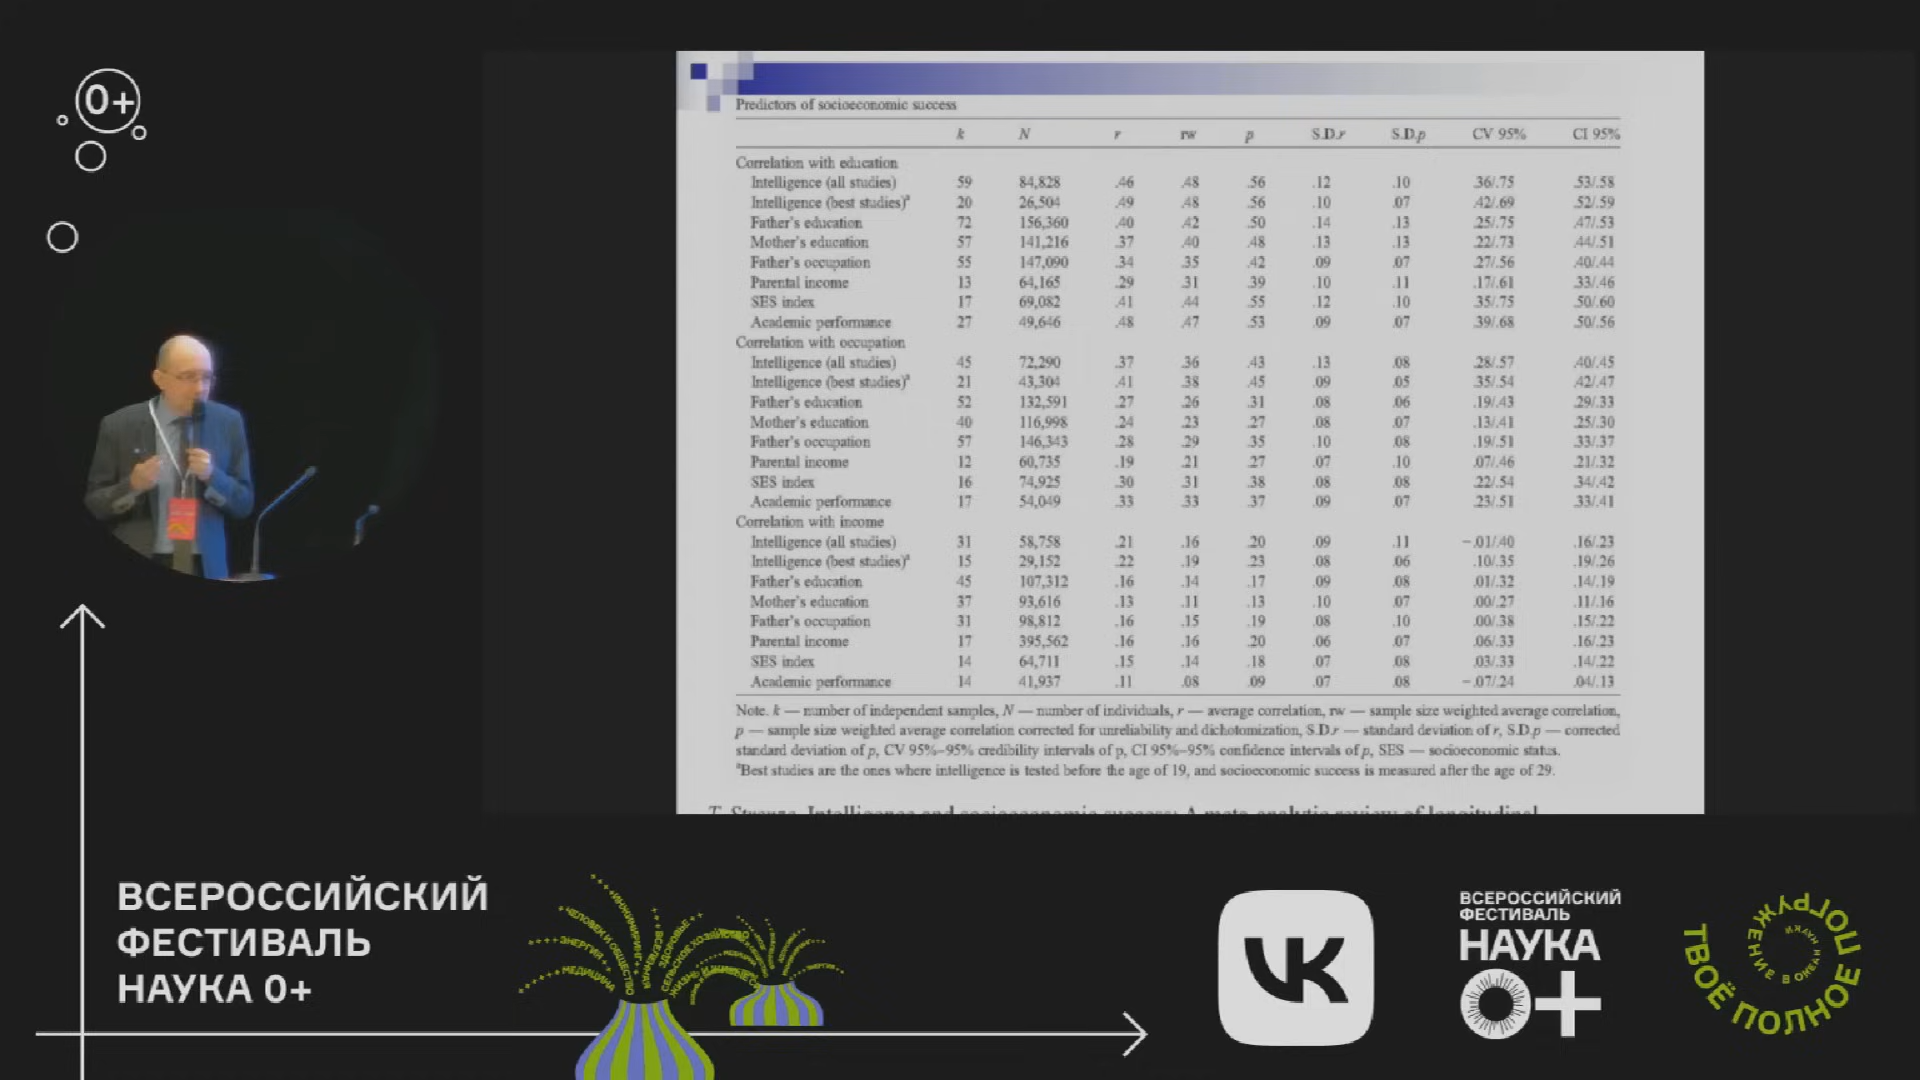 0+
Predictors of socioeconomic success
k N r rw p S.D.r S.D.p CV 95% CI 95%
Correlation with education
Intelligence (all studies) 59 84,828 .46 .48 .56 .12 .10 .36/.75 .53/.58
Intelligence (best studies)ª 20 26,504 .49 .48 .56 .10 .07 .42/.69 .52/.59
Father's education 72 156,360 .40 .42 .50 .14 .13 .25/.75 .47/.53
Mother's education 57 141,216 .37 .40 .48 .13 .13 .22/.73 .44/.51
Father's occupation 55 147,090 .34 .35 .42 .09 .07 .27/.56 .40/.44
Parental income 13 64,165 .29 .31 .39 .10 .11 .17/.61 .33/.46
SES index 17 69,082 .41 .44 .55 .12 .10 .35/.75 .50/.60
Academic performance 27 49,646 .48 .47 .53 .09 .07 .39/.68 .50/.56
Correlation with occupation
Intelligence (all studies) 45 72,290 .37 .36 .43 .13 .08 .28/.57 .40/.45
Intelligence (best studies)ª 21 43,304 .41 .38 .45 .09 .05 .35/.54 .42/.47
Father's education 52 132,591 .27 .26 .31 .08 .06 .19/.43 .29/.33
Mother's education 40 116,998 .24 .23 .27 .08 .07 .13/.41 .25/.30
Father's occupation 57 146,343 .28 .29 .35 .10 .08 .19/.51 .33/.37
Parental income 12 60,735 .19 .21 .27 .07 .10 .07/.46 .21/.32
SES index 16 74,925 .30 .31 .38 .08 .08 .22/.54 .34/.42
Academic performance 17 54,049 .33 .33 .37 .09 .07 .23/.51 .33/.41
Correlation with income
Intelligence (all studies) 31 58,758 .21 .16 .20 .09 .11 −.01/.40 .16/.23
Intelligence (best studies)ª 15 29,152 .22 .19 .23 .08 .06 .10/.35 .19/.26
Father's education 45 107,312 .16 .14 .17 .09 .08 .01/.32 .14/.19
Mother's education 37 93,616 .13 .11 .13 .10 .07 .00/.27 .11/.16
Father's occupation 31 98,812 .16 .15 .19 .08 .10 .00/.38 .15/.22
Parental income 17 395,562 .16 .16 .20 .06 .07 .06/.33 .16/.23
SES index 14 64,711 .15 .14 .18 .07 .08 .03/.33 .14/.22
Academic performance 14 41,937 .11 .08 .09 .07 .08 −.07/.24 .04/.13
Note. k — number of independent samples, N — number of individuals, r — average correlation, rw — sample size weighted average correlation,
p — sample size weighted average correlation corrected for unreliability and dichotomization, S.D.r — standard deviation of r, S.D.p — corrected
standard deviation of p, CV 95%–95% credibility intervals of p, CI 95%–95% confidence intervals of p, SES — socioeconomic status.
ªBest studies are the ones where intelligence is tested before the age of 19, and socioeconomic success is measured after the age of 29.
T. Strenze, Intelligence and socioeconomic success: A meta-analytic review of longitudinal
ВСЕРОССИЙСКИЙ
ФЕСТИВАЛЬ
НАУКА 0+
МЕДИЦИНА
ЭНЕРГИЯ
ЧЕЛОВЕК И ОБЩЕСТВО
ИНЖИНИРИНГ
ВСЕЛЕННАЯ
VK
ВСЕРОССИЙСКИЙ
ФЕСТИВАЛЬ
НАУКА
0+
ТВОЁ ПОЛНОЕ ПОГРУЖЕНИЕ В ОКЕАН НАУКИ